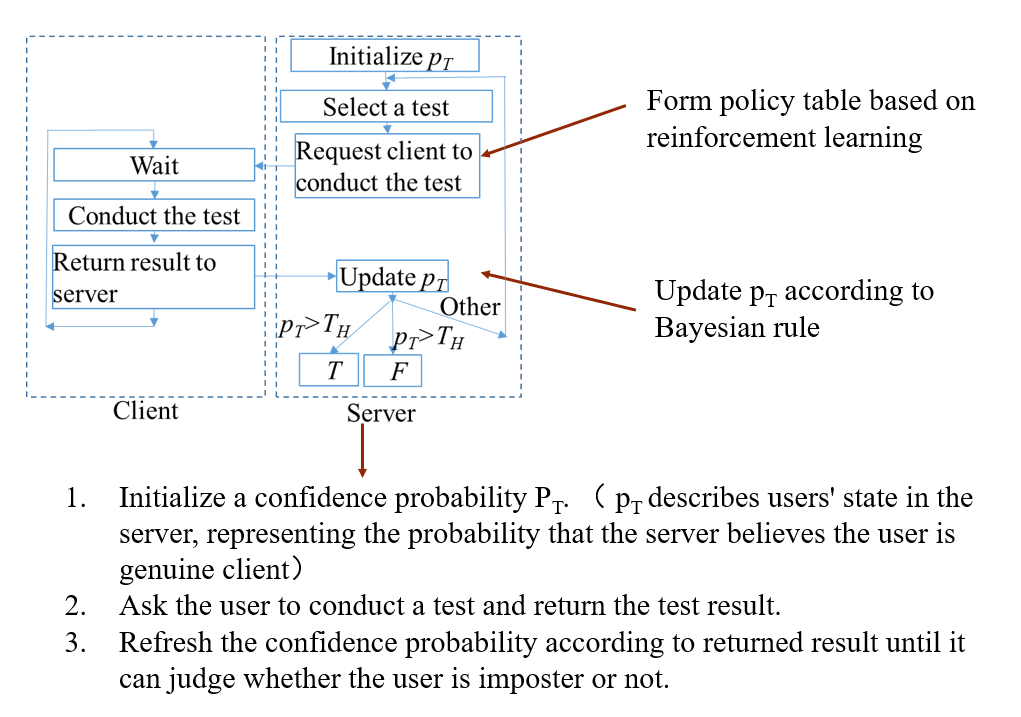 Initialize pT
Select a test
Request client to
conduct the test
Form policy table based on
reinforcement learning
Wait
Conduct the test
Return result to
server
Update pT
Other
pT>TH
pT>TH
T
F
Update pT according to
Bayesian rule
Client
Server
1. Initialize a confidence probability PT. （ pT describes users' state in the
server, representing the probability that the server believes the user is
genuine client）
2. Ask the user to conduct a test and return the test result.
3. Refresh the confidence probability according to returned result until it
can judge whether the user is imposter or not.